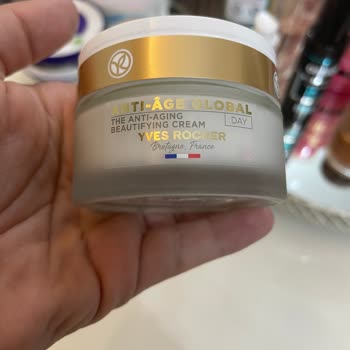 ANTI-ÂGE GLOBAL
THE ANTI-AGING
BEAUTIFYING CREAM
DAY
YVES ROCHER
Bretagne, France